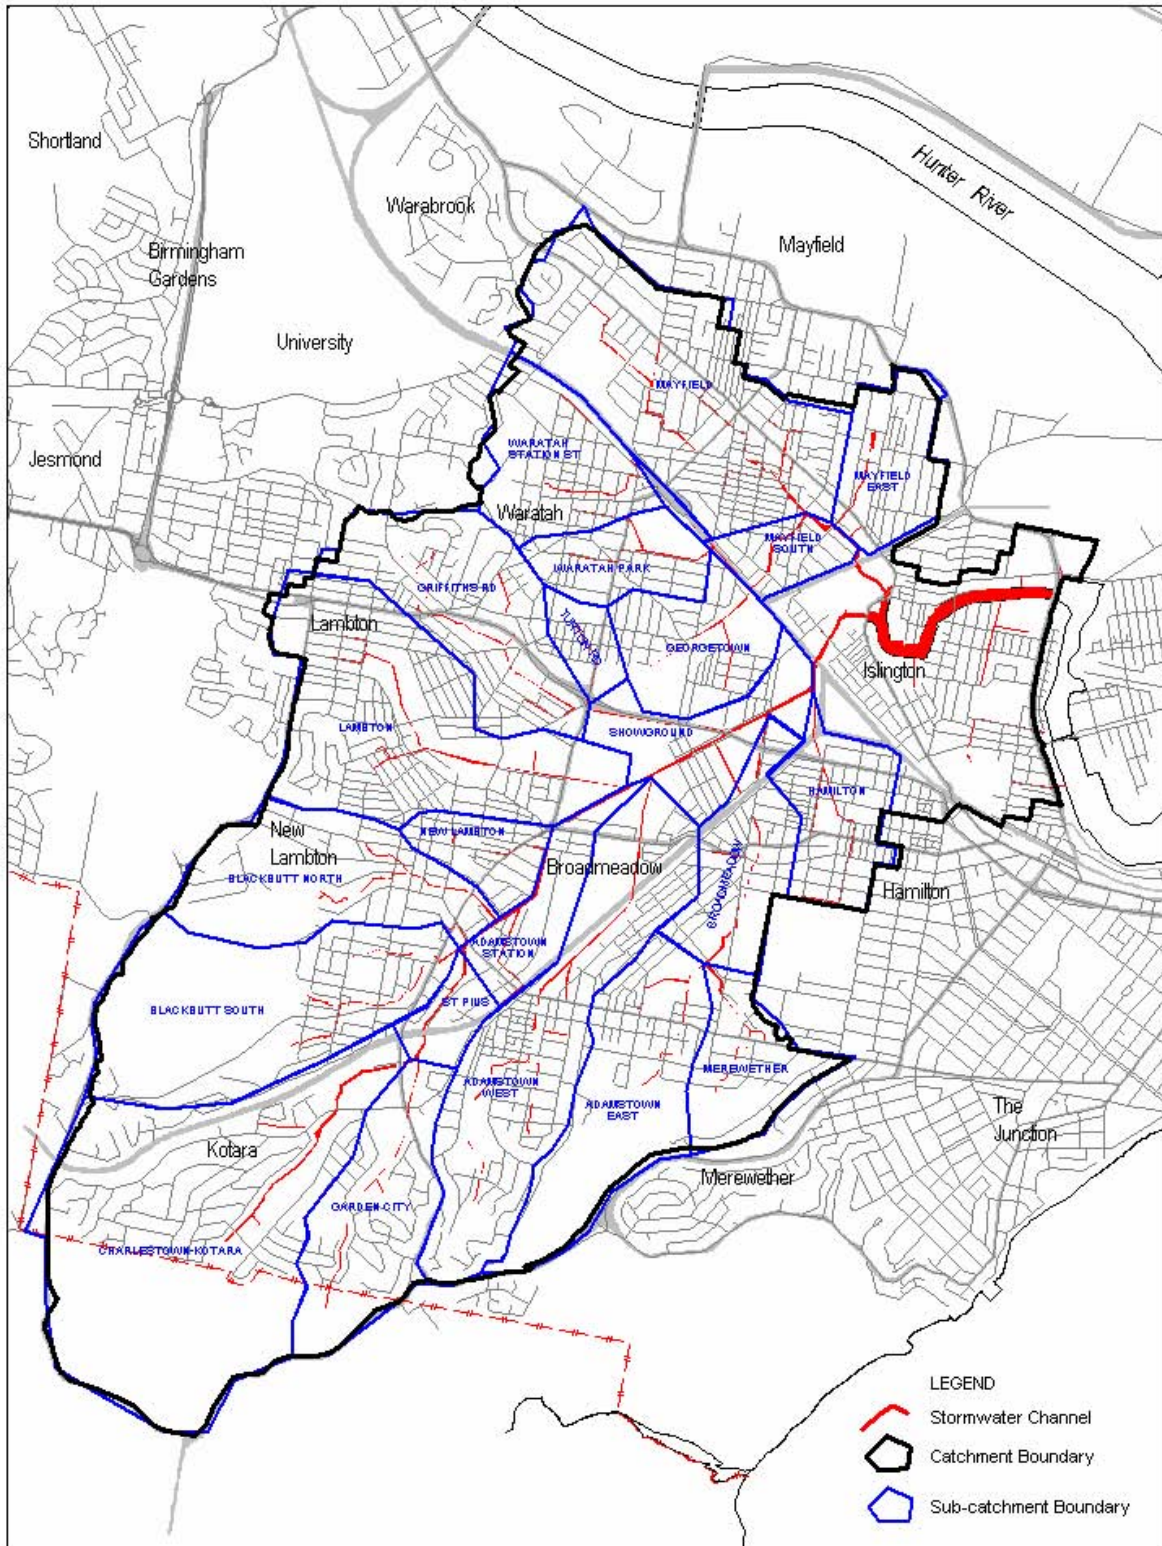 Shortland
Hunter River
Warabrook
Mayfield
Birmingham
Gardens
University
MAYFIELD
WARATAH
STATION ST
Jesmond
MAYFIELD
EAST
Waratah
MAYFIELD
SOUTH
WARATAH PARK
GRIFFITHS RD
Lambton
TURTON RD
GEORGETOWN
Islington
LAMBTON
SHOWGROUND
HAMILTON
New
Lambton
NEW LAMBTON
Broadmeadow
BLACKBUTT NORTH
BROADMEADOW
Hamilton
ADAMSTOWN
STATION
BLACKBUTT SOUTH
ST PIUS
MEREWETHER
ADAMSTOWN
WEST
ADAMSTOWN
EAST
The
Junction
Kotara
Merewether
GARDEN CITY
CHARLESTOWN-KOTARA
LEGEND
Stormwater Channel
Catchment Boundary
Sub-catchment Boundary